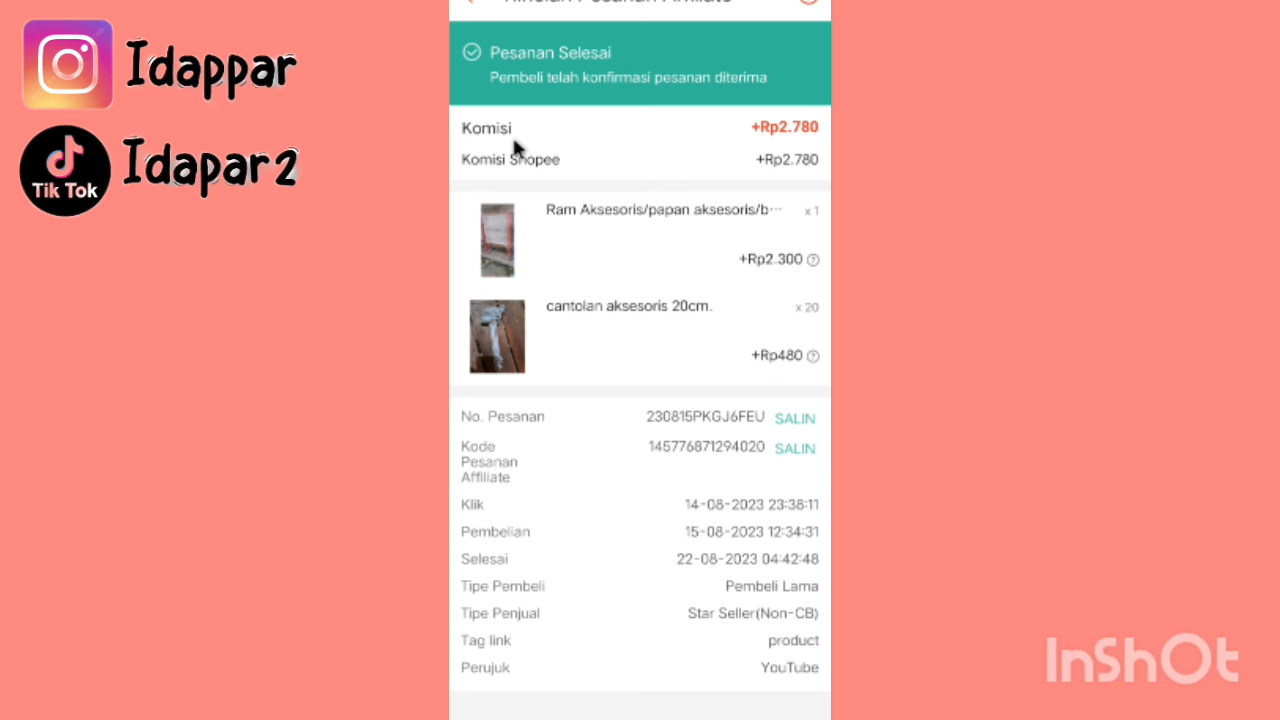 Idappar
Tik Tok
Idapar2
Pesanan Selesai
Pembeli telah konfirmasi pesanan diterima
Komisi +Rp2.780
Komisi Shopee +Rp2.780
Ram Aksesoris/papan aksesoris/b··· x 1
+Rp2.300
cantolan aksesoris 20cm. x 20
+Rp480
No. Pesanan 230815PKGJ6FEU SALIN
Kode 145776871294020 SALIN
Pesanan
Affiliate
Klik 14-08-2023 23:38:11
Pembelian 15-08-2023 12:34:31
Selesai 22-08-2023 04:42:48
Tipe Pembeli Pembeli Lama
Tipe Penjual Star Seller(Non-CB)
Tag link product
Perujuk YouTube
InShOt